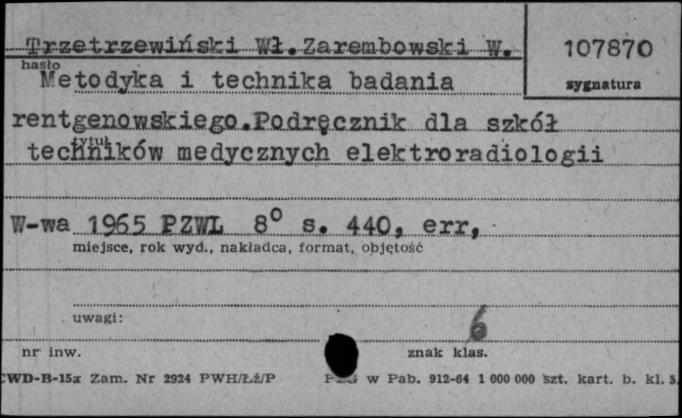 Trzetrzewiński Wł. Zarembowski W.
107870
hasło
sygnatura
Metodyka i technika badania
rentgenowskiego. Podręcznik dla szkół
tytuł
techników medycznych elektroradiologii
W-wa 1965 PZWL 8° s. 440, err,
miejsce, rok wyd., nakładca, format, objętość
uwagi:
6
nr inw.
znak klas.
CWD-B-15a Zam. Nr 2924 PWH/Łź/P w Pab. 912-64 1 000 000 szt. kart. b. kl. 5.